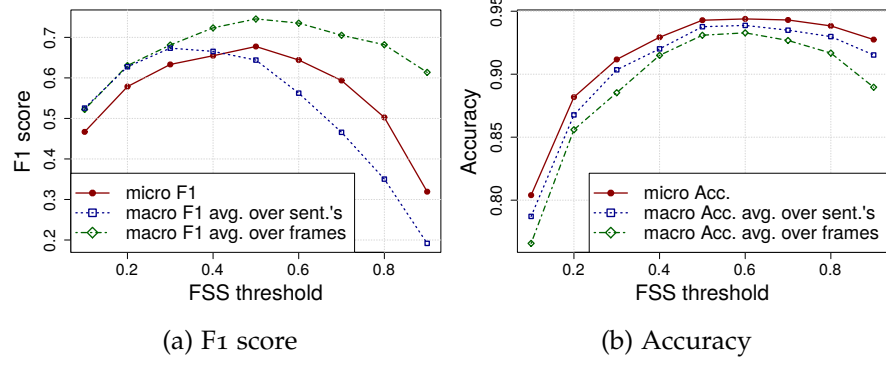 F1 score
0.2 0.3 0.4 0.5 0.6 0.7
micro F1
macro F1 avg. over sent.'s
macro F1 avg. over frames
0.2 0.4 0.6 0.8
FSS threshold
(a) F1 score
Accuracy
0.80 0.85 0.90 0.95
micro Acc.
macro Acc. avg. over sent.'s
macro Acc. avg. over frames
0.2 0.4 0.6 0.8
FSS threshold
(b) Accuracy